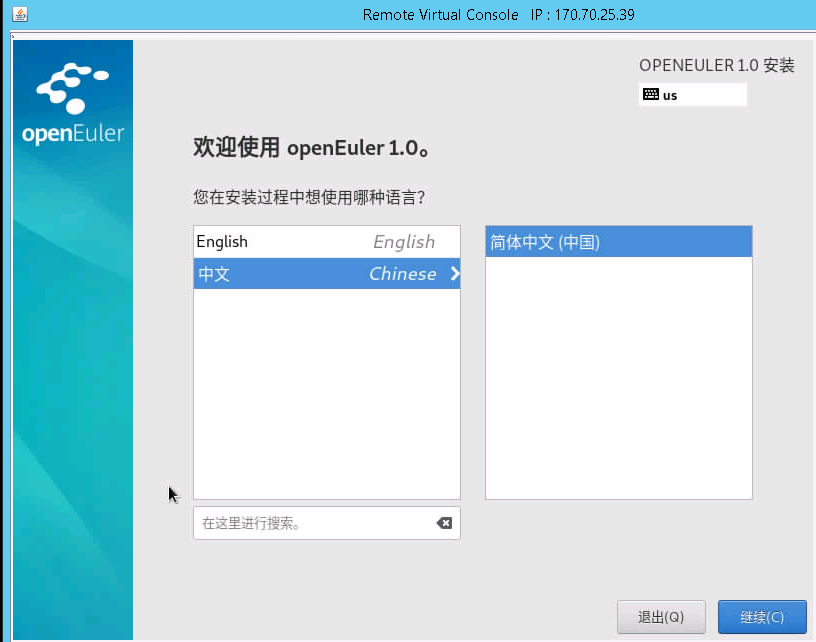 Remote Virtual Console IP : 170.70.25.39
openEuler
OPENEULER 1.0 安装
us
欢迎使用 openEuler 1.0。
您在安装过程中想使用哪种语言？
English English
中文 Chinese
简体中文 (中国)
在这里进行搜索。
退出(Q)
继续(C)